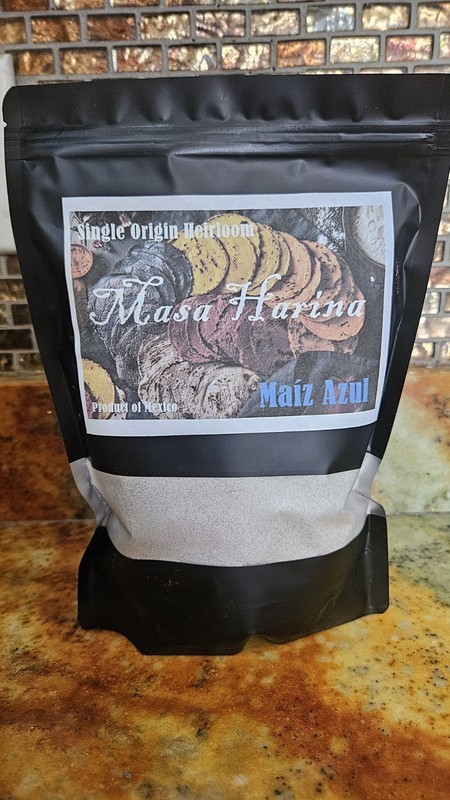 Single Origin Heirloom
Masa Harina
Maíz Azul
Product of Mexico